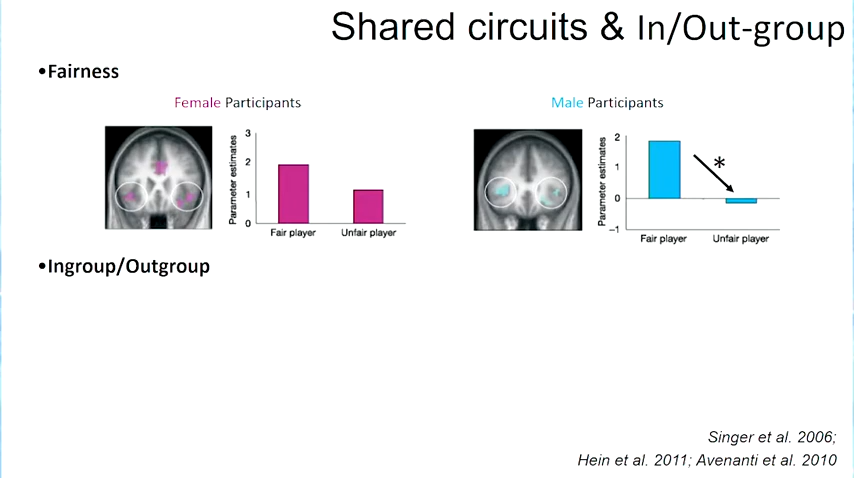 Shared circuits & In/Out-group
•Fairness
Female Participants
Parameter estimates
3
2
1
0
Fair player
Unfair player
Male Participants
Parameter estimates
2
1
0
−1
*
Fair player
Unfair player
•Ingroup/Outgroup
Singer et al. 2006;
Hein et al. 2011; Avenanti et al. 2010